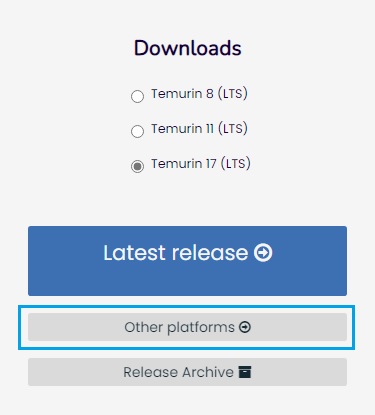 Downloads
Temurin 8 (LTS)
Temurin 11 (LTS)
Temurin 17 (LTS)
Latest release
Other platforms
Release Archive